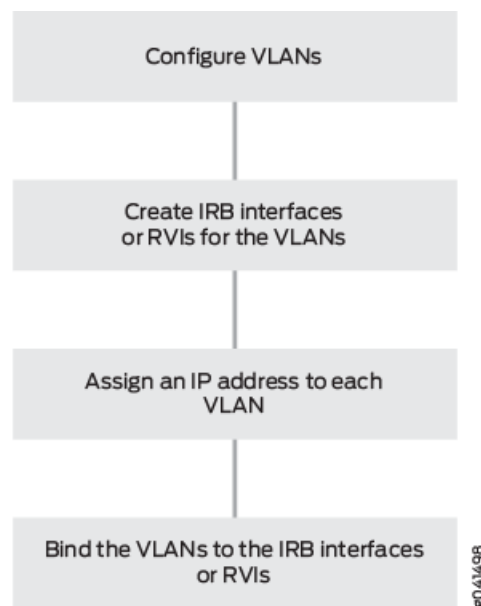 Configure VLANs
Create IRB interfaces
or RVIs for the VLANs
Assign an IP address to each
VLAN
Bind the VLANs to the IRB interfaces
or RVIs
g041498